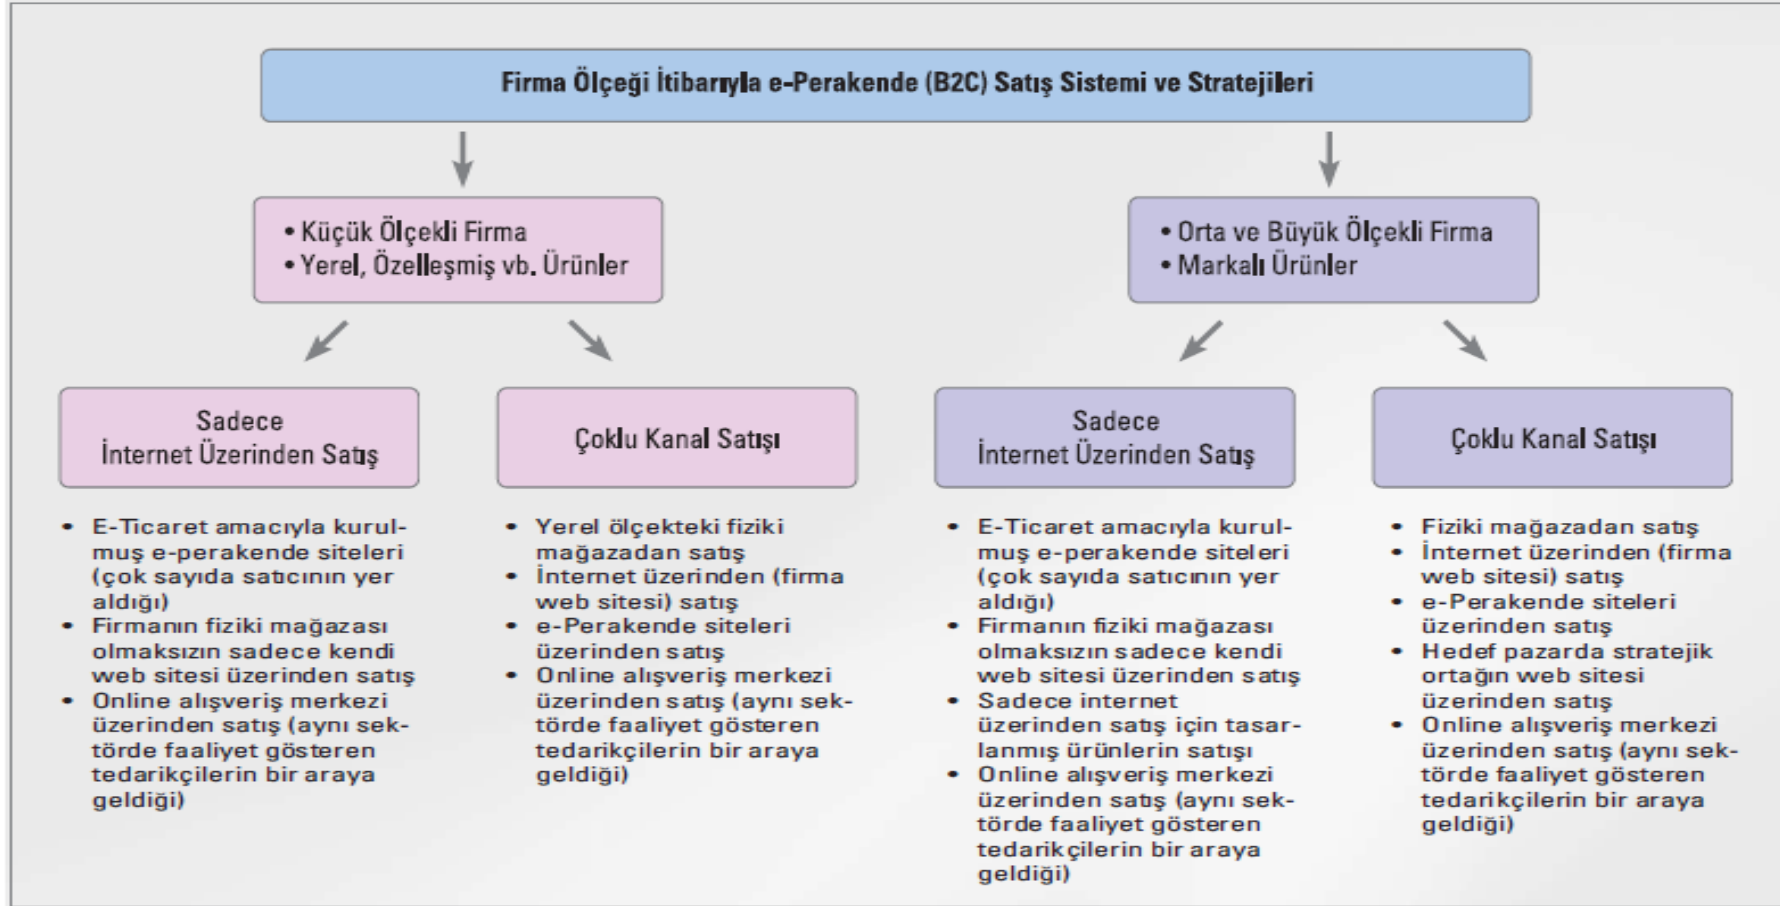 Firma Ölçeği İtibarıyla e-Perakende (B2C) Satış Sistemi ve Stratejileri
• Küçük Ölçekli Firma
• Yerel, Özelleşmiş vb. Ürünler
• Orta ve Büyük Ölçekli Firma
• Markalı Ürünler
Sadece
İnternet Üzerinden Satış
Çoklu Kanal Satışı
Sadece
İnternet Üzerinden Satış
Çoklu Kanal Satışı
• E-Ticaret amacıyla kurul-
muş e-perakende siteleri
(çok sayıda satıcının yer
aldığı)
• Firmanın fiziki mağazası
olmaksızın sadece kendi
web sitesi üzerinden satış
• Online alışveriş merkezi
üzerinden satış (aynı sek-
törde faaliyet gösteren
tedarikçilerin bir araya
geldiği)
• Yerel ölçekteki fiziki
mağazadan satış
• İnternet üzerinden (firma
web sitesi) satış
• e-Perakende siteleri
üzerinden satış
• Online alışveriş merkezi
üzerinden satış (aynı sek-
törde faaliyet gösteren
tedarikçilerin bir araya
geldiği)
• E-Ticaret amacıyla kurul-
muş e-perakende siteleri
(çok sayıda satıcının yer
aldığı)
• Firmanın fiziki mağazası
olmaksızın sadece kendi
web sitesi üzerinden satış
• Sadece internet
üzerinden satış için tasar-
lanmış ürünlerin satışı
• Online alışveriş merkezi
üzerinden satış (aynı sek-
törde faaliyet gösteren
tedarikçilerin bir araya
geldiği)
• Fiziki mağazadan satış
• İnternet üzerinden (firma
web sitesi) satış
• e-Perakende siteleri
üzerinden satış
• Hedef pazarda stratejik
ortağın web sitesi
üzerinden satış
• Online alışveriş merkezi
üzerinden satış (aynı sek-
törde faaliyet gösteren
tedarikçilerin bir araya
geldiği)